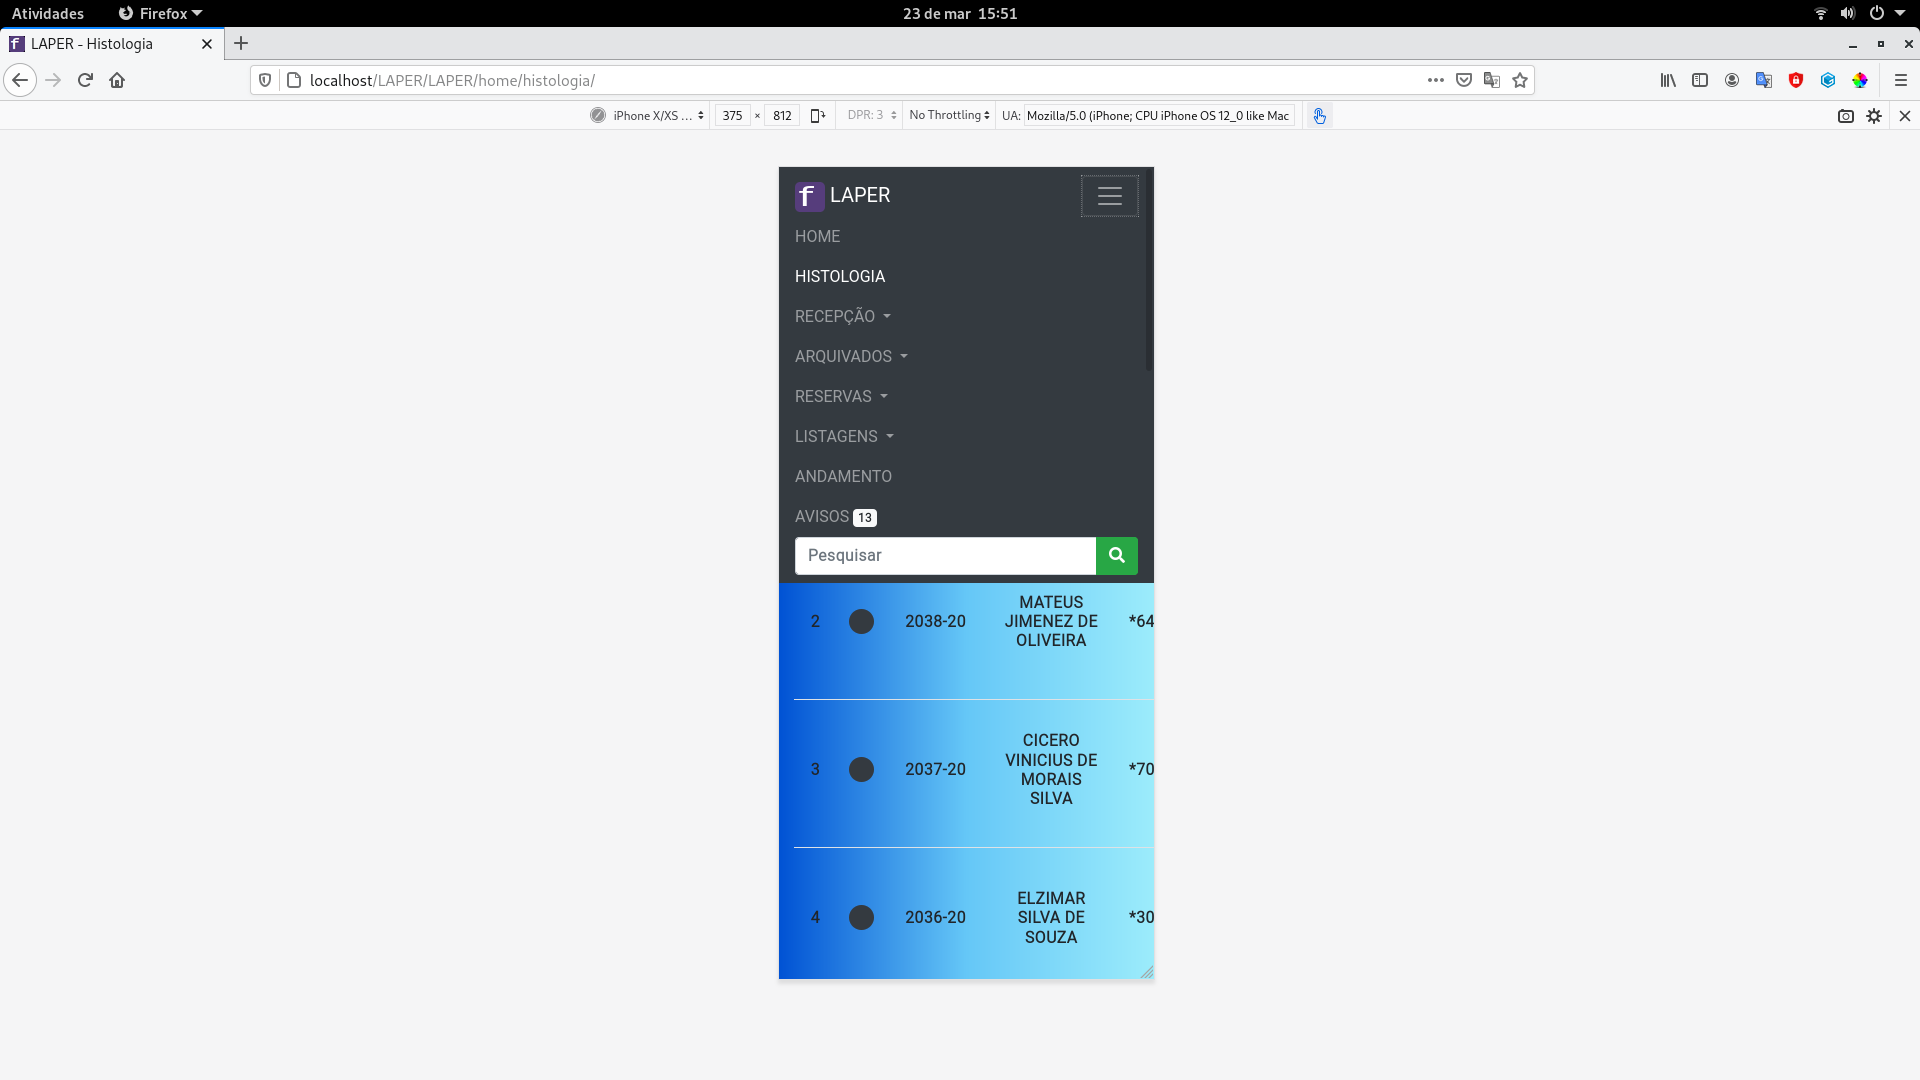 Atividades
Firefox
23 de mar 15:51
LAPER - Histologia
localhost/LAPER/LAPER/home/histologia/
iPhone X/XS ...
375 × 812
DPR: 3
No Throttling
UA: Mozilla/5.0 (iPhone; CPU iPhone OS 12_0 like Mac
f LAPER
HOME
HISTOLOGIA
RECEPÇÃO
ARQUIVADOS
RESERVAS
LISTAGENS
ANDAMENTO
AVISOS 13
Pesquisar
2 2038-20 MATEUS JIMENEZ DE OLIVEIRA *64
3 2037-20 CICERO VINICIUS DE MORAIS SILVA *70
4 2036-20 ELZIMAR SILVA DE SOUZA *30